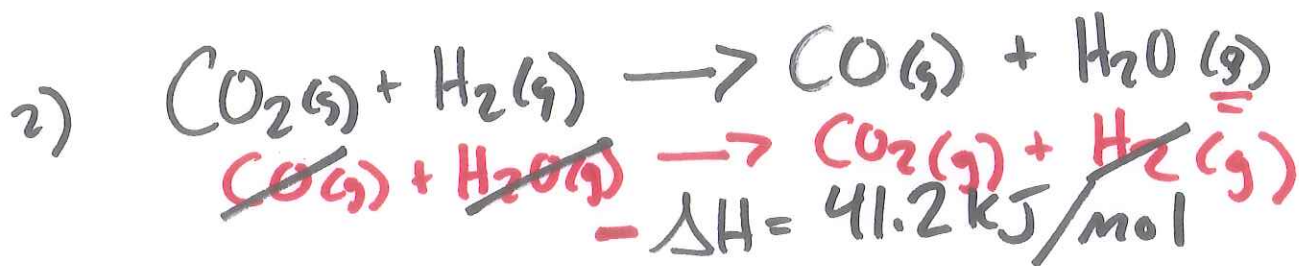 2) CO₂(g) + H₂(g) → CO(g) + H₂O(g)
CO(g) + H₂O(g) → CO₂(g) + H₂(g)
- ΔH = 41.2 kJ/mol